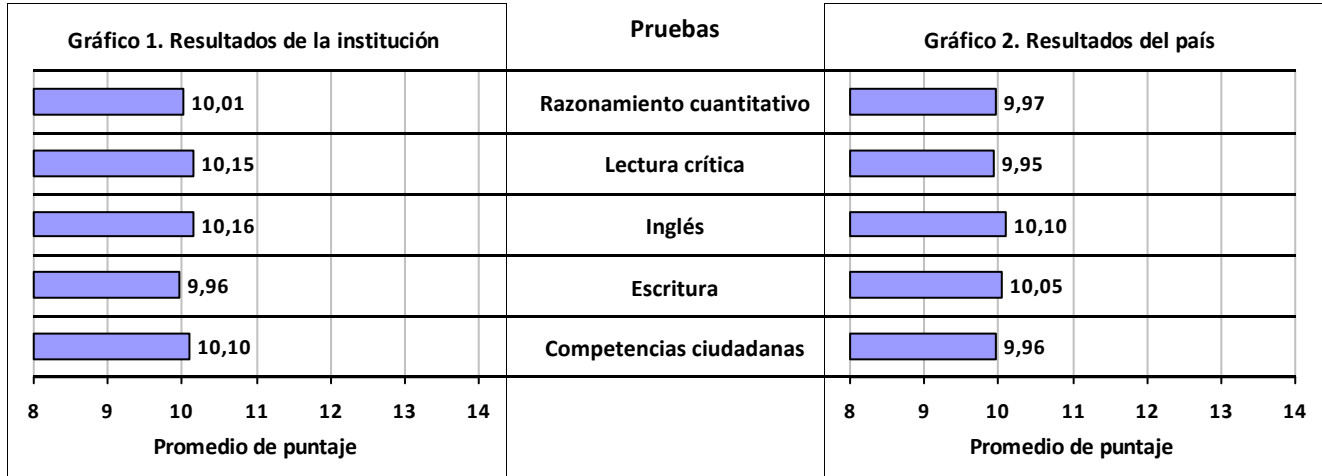 Gráfico 1. Resultados de la institución
Pruebas
Gráfico 2. Resultados del país
10,01
Razonamiento cuantitativo
9,97
10,15
Lectura crítica
9,95
10,16
Inglés
10,10
9,96
Escritura
10,05
10,10
Competencias ciudadanas
9,96
8 9 10 11 12 13 14
8 9 10 11 12 13 14
Promedio de puntaje
Promedio de puntaje